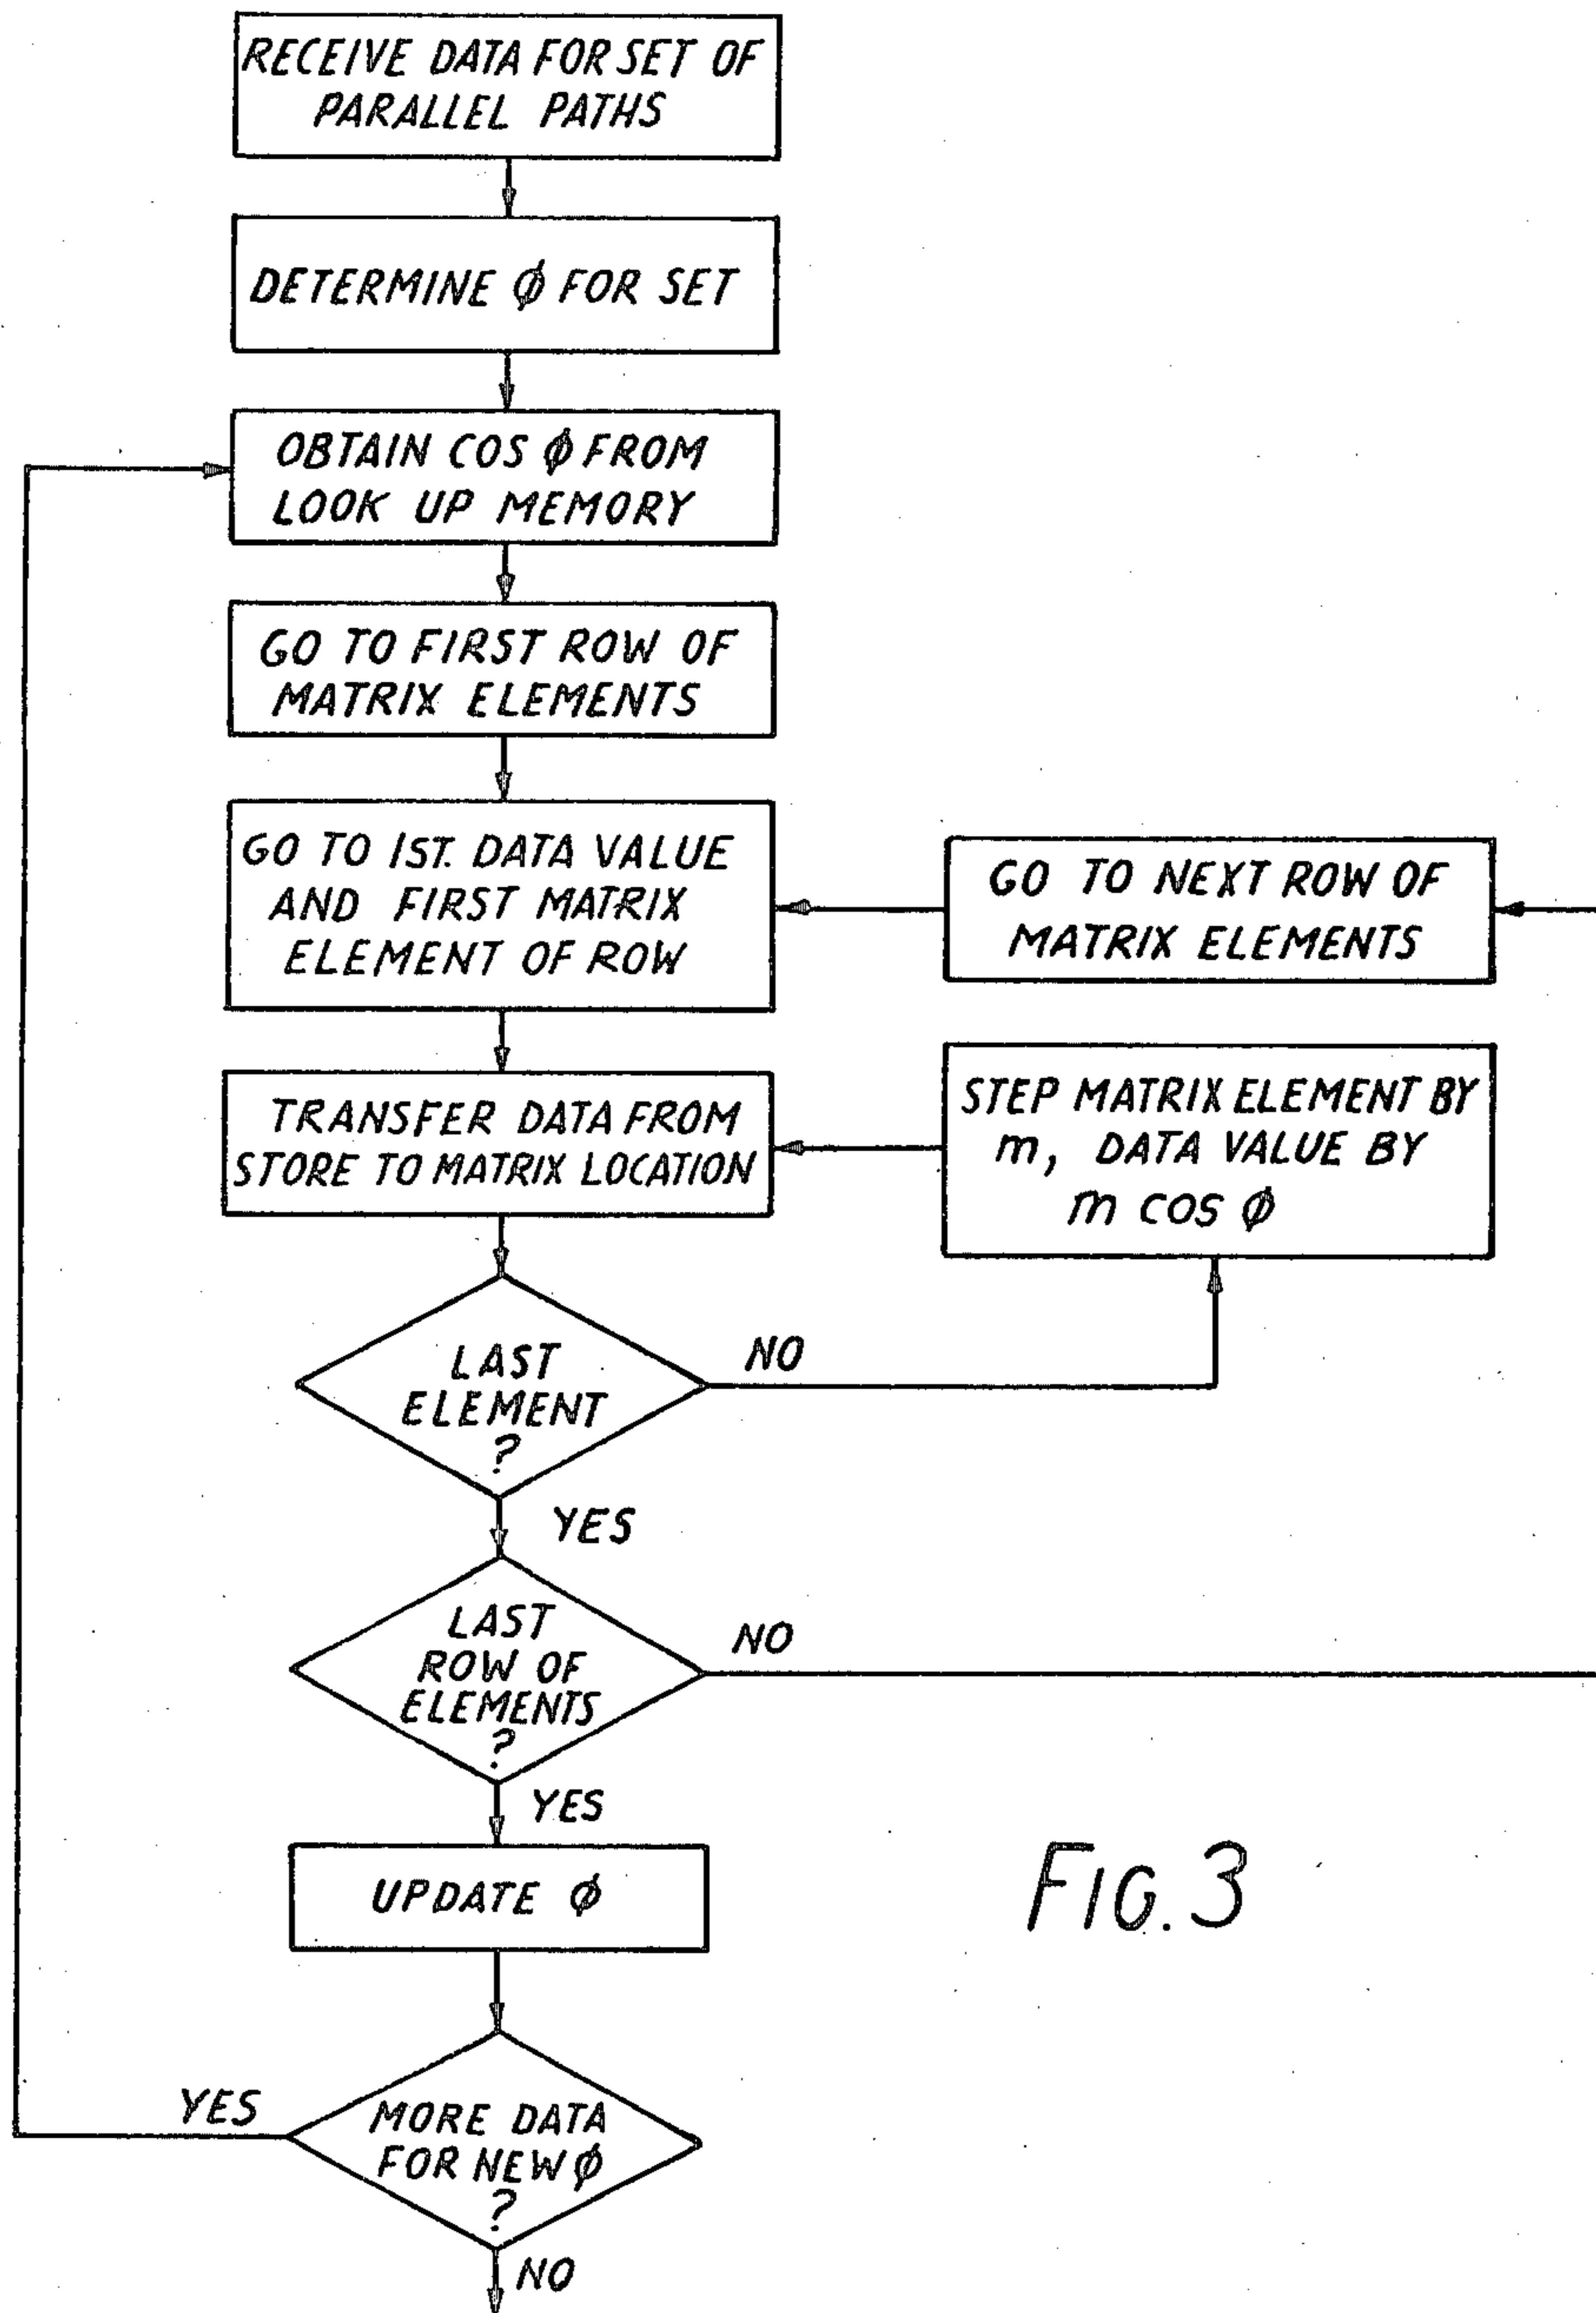 RECEIVE DATA FOR SET OF
PARALLEL PATHS
DETERMINE ϕ FOR SET
OBTAIN COS ϕ FROM
LOOK UP MEMORY
GO TO FIRST ROW OF
MATRIX ELEMENTS
GO TO 1ST. DATA VALUE
AND FIRST MATRIX
ELEMENT OF ROW
GO TO NEXT ROW OF
MATRIX ELEMENTS
TRANSFER DATA FROM
STORE TO MATRIX LOCATION
STEP MATRIX ELEMENT BY
m, DATA VALUE BY
m COS ϕ
LAST
ELEMENT
?
NO
YES
LAST
ROW OF
ELEMENTS
?
NO
YES
UPDATE ϕ
MORE DATA
FOR NEW ϕ
?
YES
NO
FIG. 3